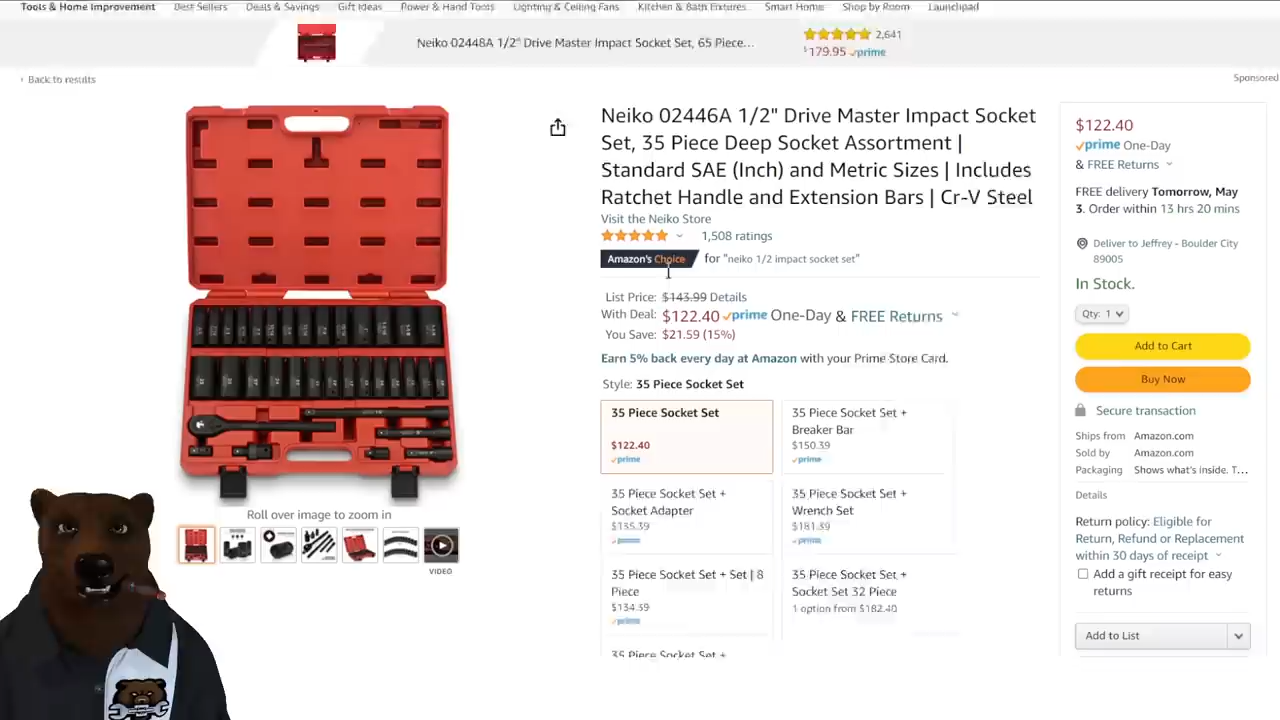 Tools & Home Improvement Best Sellers Deals & Savings Gift Ideas Power & Hand Tools Lighting & Ceiling Fans Kitchen & Bath Fixtures Smart Home Shop by Room Launchpad
Neiko 02448A 1/2" Drive Master Impact Socket Set, 65 Piece...
2,641
$179.95 prime
‹ Back to results
Sponsored
Neiko 02446A 1/2" Drive Master Impact Socket
Set, 35 Piece Deep Socket Assortment |
Standard SAE (Inch) and Metric Sizes | Includes
Ratchet Handle and Extension Bars | Cr-V Steel
Visit the Neiko Store
1,508 ratings
Amazon's Choice for "neiko 1/2 impact socket set"
List Price: $143.99 Details
With Deal: $122.40 prime One-Day & FREE Returns
You Save: $21.59 (15%)
Earn 5% back every day at Amazon with your Prime Store Card.
Style: 35 Piece Socket Set
35 Piece Socket Set
$122.40
prime
35 Piece Socket Set +
Breaker Bar
$150.39
prime
35 Piece Socket Set +
Socket Adapter
$135.39
prime
35 Piece Socket Set +
Wrench Set
$181.39
prime
35 Piece Socket Set + Set | 8
Piece
$134.39
prime
35 Piece Socket Set +
Socket Set 32 Piece
1 option from $182.40
35 Piece Socket Set +
Roll over image to zoom in
VIDEO
$122.40
prime One-Day
& FREE Returns
FREE delivery Tomorrow, May
3. Order within 13 hrs 20 mins
Deliver to Jeffrey - Boulder City
89005
In Stock.
Qty: 1
Add to Cart
Buy Now
Secure transaction
Ships from Amazon.com
Sold by Amazon.com
Packaging Shows what's inside. T...
Details
Return policy: Eligible for
Return, Refund or Replacement
within 30 days of receipt
Add a gift receipt for easy
returns
Add to List